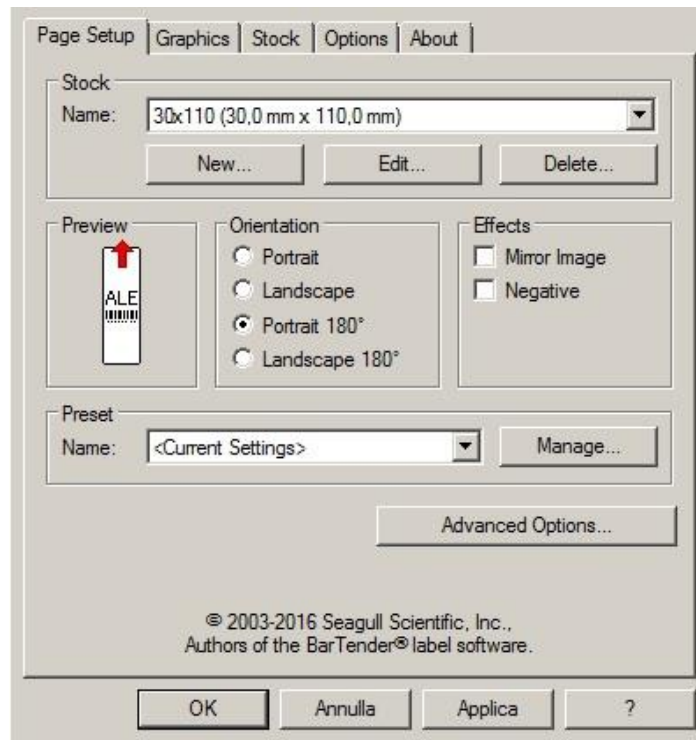 Page Setup Graphics Stock Options About
Stock
Name: 30x110 (30,0 mm x 110,0 mm)
New... Edit... Delete...
Preview
ALE
Orientation
Portrait
Landscape
Portrait 180°
Landscape 180°
Effects
Mirror Image
Negative
Preset
Name: <Current Settings> Manage...
Advanced Options...
© 2003-2016 Seagull Scientific, Inc.,
Authors of the BarTender® label software.
OK Annulla Applica ?